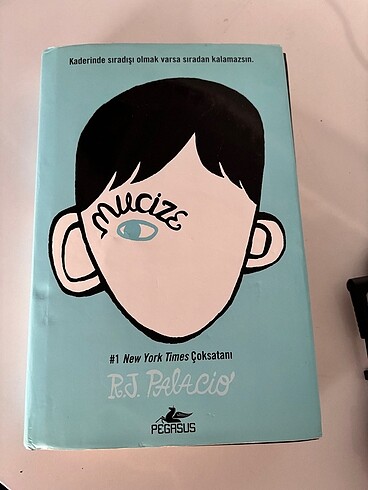 Kaderinde sıradışı olmak varsa sıradan kalamazsın.
mucize
#1 New York Times Çoksatanı
R.J. Palacio
PEGASUS